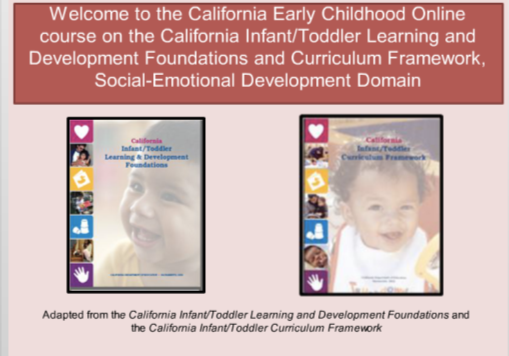 Welcome to the California Early Childhood Online
course on the California Infant/Toddler Learning and
Development Foundations and Curriculum Framework,
Social-Emotional Development Domain
California
Infant/Toddler
Learning & Development
Foundations
California
Infant/Toddler
Curriculum Framework
Adapted from the California Infant/Toddler Learning and Development Foundations and
the California Infant/Toddler Curriculum Framework